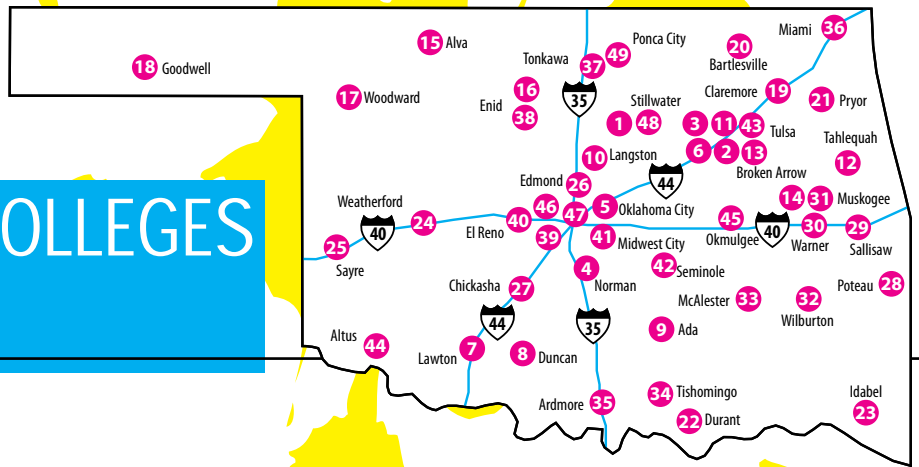 36
Miami
15 Alva
Ponca City
49
20
Bartlesville
18 Goodwell
Tonkawa
37
16
Enid
38
35
17 Woodward
Claremore 19
21 Pryor
Stillwater
1 48
3 11 43 Tulsa
6 2 13
Broken Arrow
Tahlequah
12
10 Langston
44
Edmond
26
OLLEGES
Weatherford
24
40
46
47
5 Oklahoma City
14 31 Muskogee
El Reno 40
39
41
Midwest City
45
Okmulgee
40
30
Warner
29
Sallisaw
25
Sayre
4
Norman
42 Seminole
Poteau 28
Chickasha 27
McAlester 33
32
Wilburton
44
35
9 Ada
Altus
44
Lawton 7
8 Duncan
34 Tishomingo
Ardmore 35
22 Durant
Idabel
23